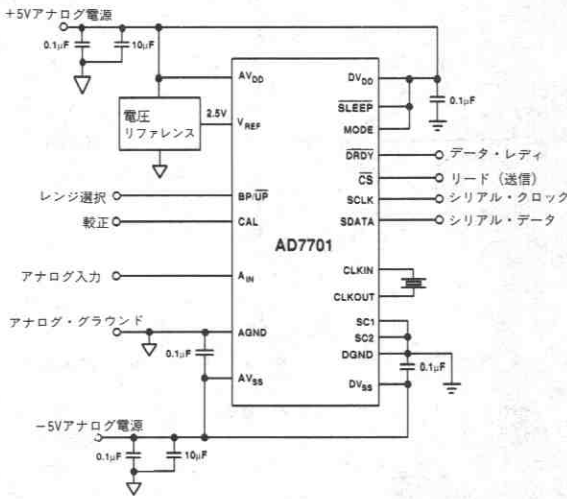 +5Vアナログ電源
0.1µF
10µF
AVDD
DVDD
0.1µF
電圧
リファレンス
2.5V
VREF
SLEEP
MODE
DRDY
データ・レディ
CS
リード（送信）
レンジ選択
BP/UP
SCLK
シリアル・クロック
較正
CAL
SDATA
シリアル・データ
AD7701
アナログ入力
AIN
CLKIN
CLKOUT
アナログ・グラウンド
AGND
SC1
SC2
DGND
0.1µF
0.1µF
AVSS
DVSS
−5Vアナログ電源
0.1µF
10µF